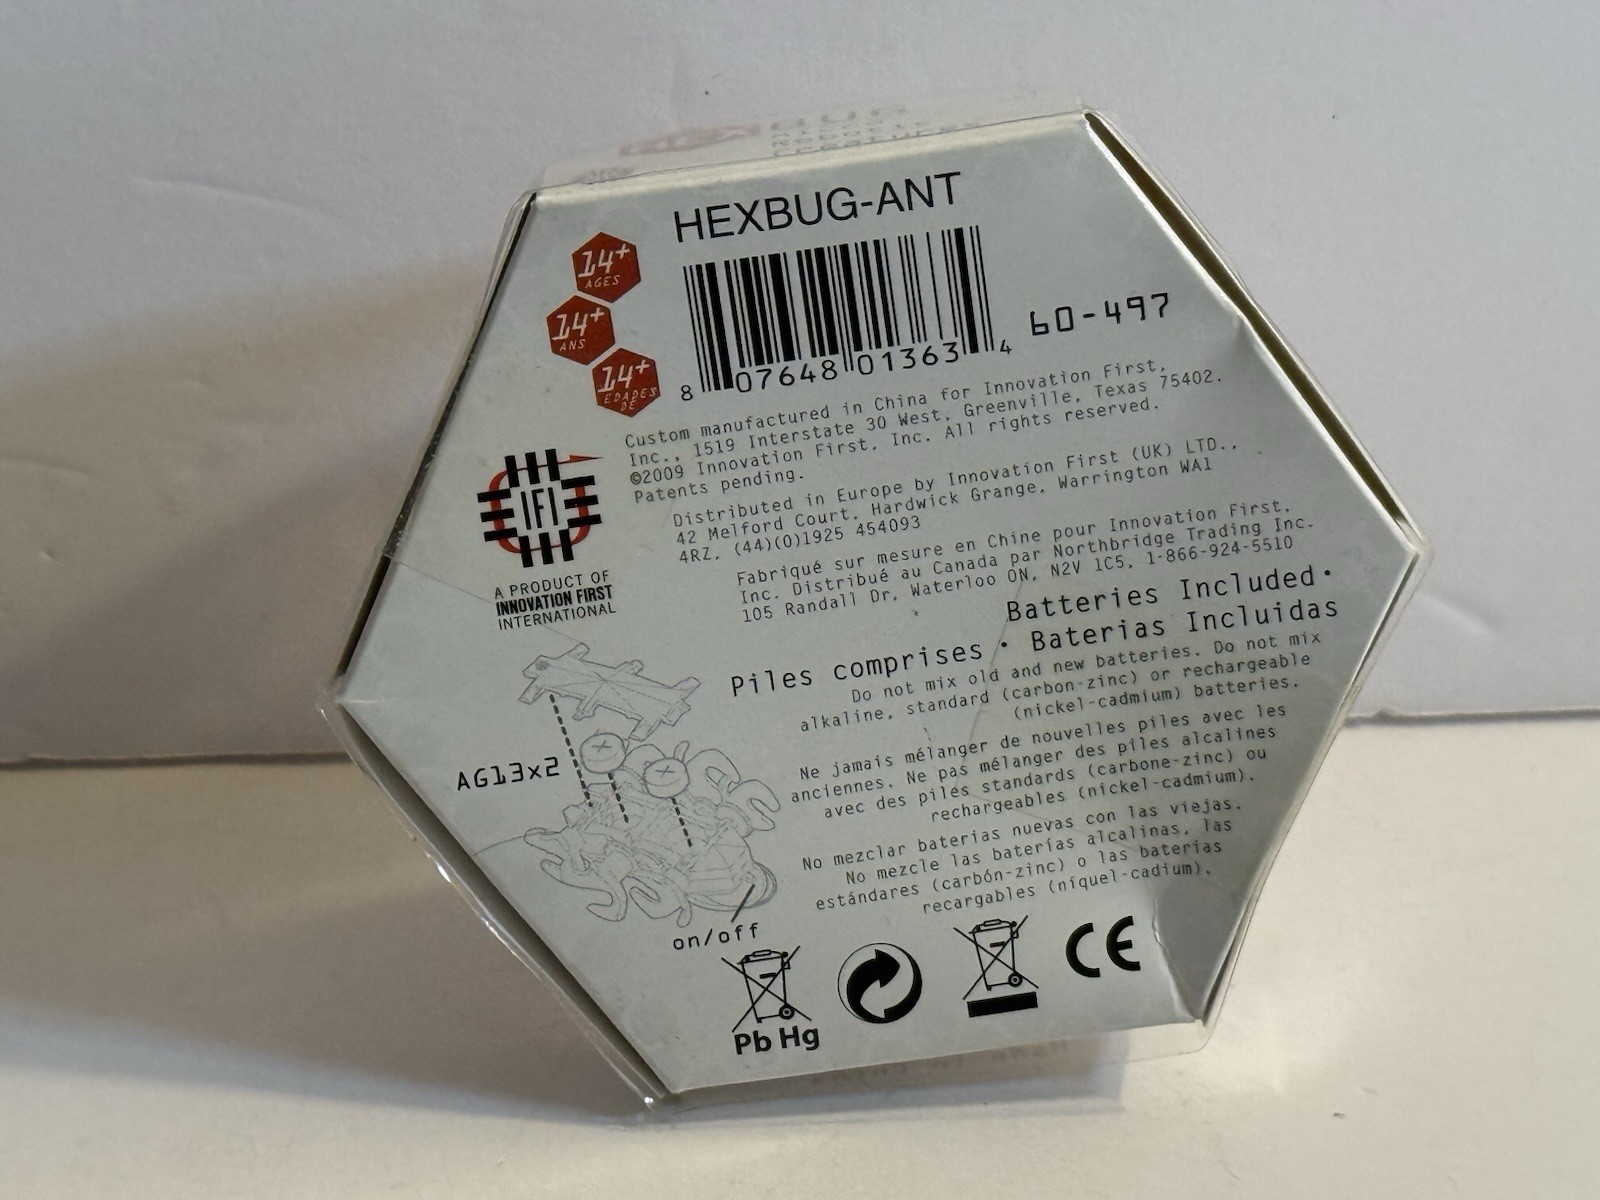 HEXBUG-ANT
14+
AGES
14+
ANS
14+
EDADES
DE
8 07648 01363 4
60-497
Custom manufactured in China for Innovation First,
Inc., 1519 Interstate 30 West, Greenville, Texas 75402.
©2009 Innovation First, Inc. All rights reserved.
Patents pending.
Distributed in Europe by Innovation First (UK) LTD.,
42 Melford Court, Hardwick Grange, Warrington WA1
4RZ, (44)(0)1925 454093
Fabriqué sur mesure en Chine pour Innovation First,
Inc. Distribué au Canada par Northbridge Trading Inc.
105 Randall Dr, Waterloo ON, N2V 1C5, 1-866-924-5510
IFI
A PRODUCT OF
INNOVATION FIRST
INTERNATIONAL
Batteries Included •
Piles comprises • Baterias Incluidas
Do not mix old and new batteries. Do not mix
alkaline, standard (carbon-zinc) or rechargeable
(nickel-cadmium) batteries.
Ne jamais mélanger de nouvelles piles avec les
anciennes. Ne pas mélanger des piles alcalines
avec des piles standards (carbone-zinc) ou
rechargeables (nickel-cadmium).
No mezclar baterias nuevas con las viejas.
No mezcle las baterías alcalinas, las
estándares (carbón-zinc) o las baterias
recargables (níquel-cadium).
AG13x2
on/off
Pb Hg
CE